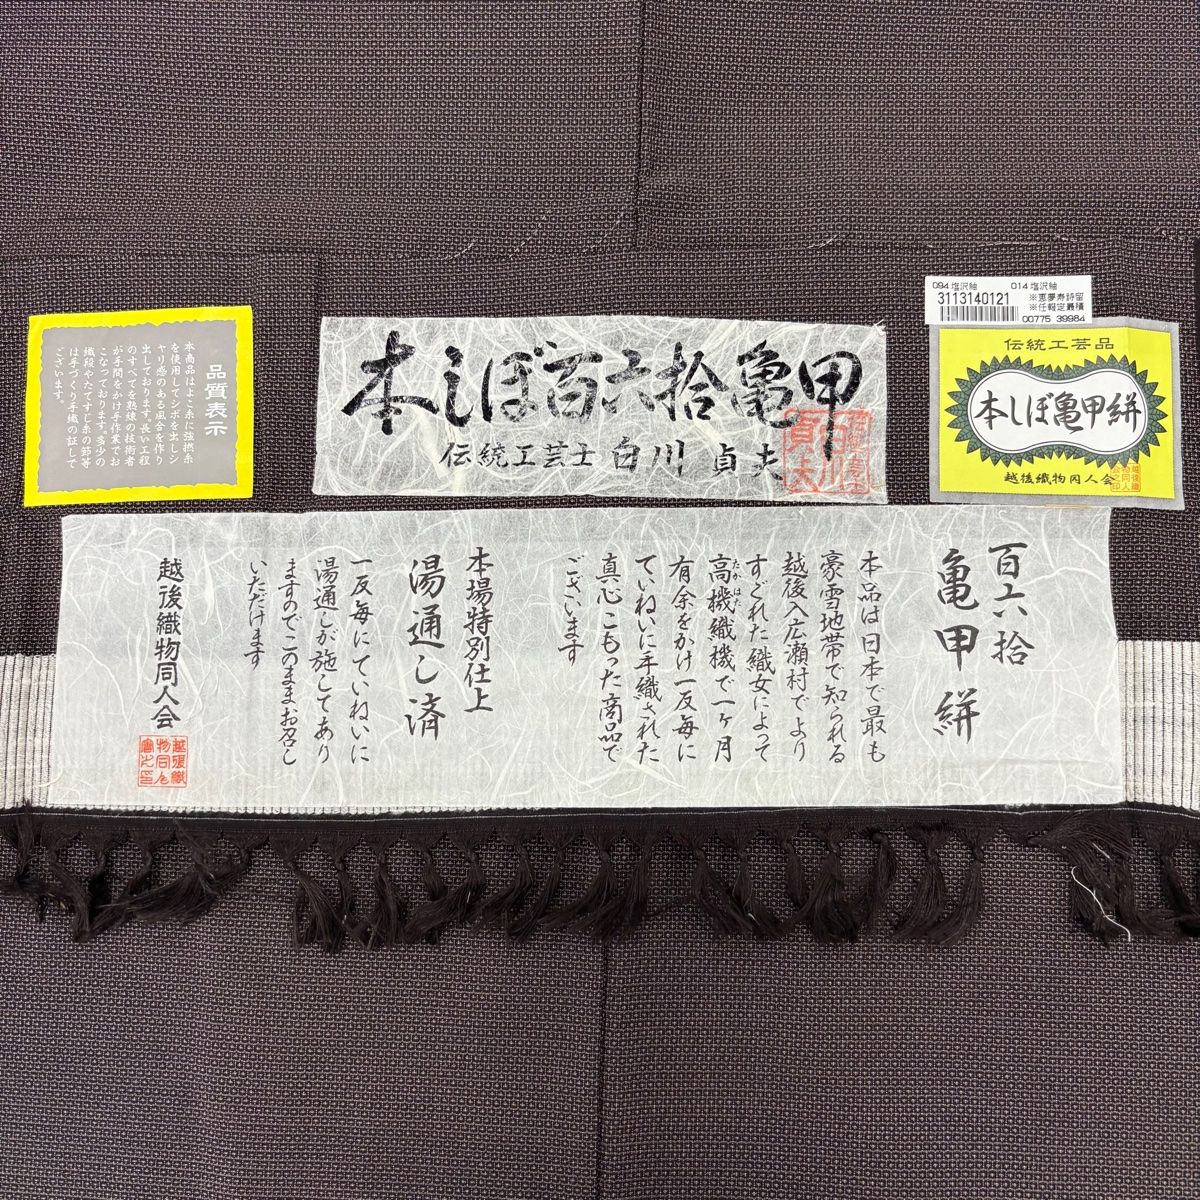 品質表示
本商品はよこ糸に強撚糸
を使用してシボを出しシ
ャリ感のある風合を作り
出しております。長い工程
のすべてを熟練の技術者
が手間をかけ手作業でお
こなっております。多少の
織段やたてすじ糸の節等
は手づくり手機の証して
ございます。
本しぼ百六拾亀甲
伝統工芸士 白川 貞夫
094 塩沢紬 014 塩沢紬
3113140121
00775 39984
伝統工芸品
本しぼ亀甲絣
越後織物同人会
百六拾
亀甲絣
本品は日本で最も
豪雪地帯で知られる
越後入広瀬村でより
すぐれた織女によって
高機織機で一ヶ月
たかはた
有余をかけ一反毎に
ていねいに手織された
真心こもった商品で
ございます
本場特別仕上
湯通し済
一反毎にていねいに
湯通しが施してあり
ますのでこのままお召し
いただけます
越後織物同人会